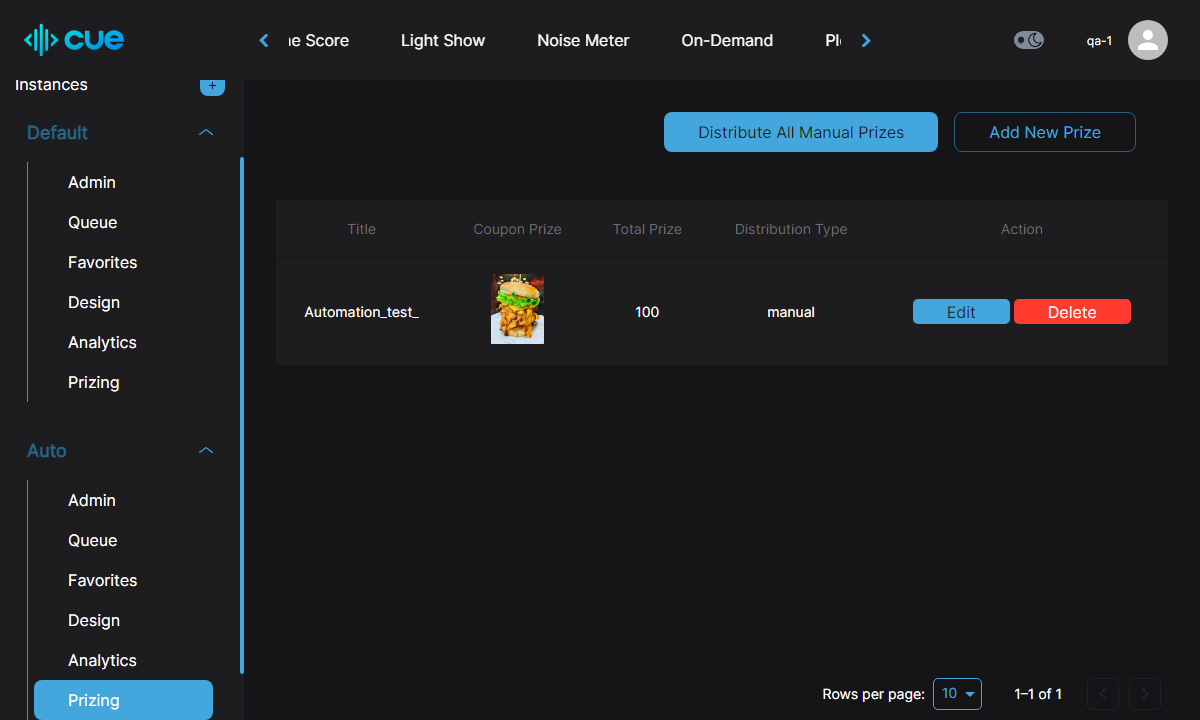 cue
Score
Light Show
Noise Meter
On-Demand
qa-1
Instances
+
Default
Admin
Queue
Favorites
Design
Analytics
Prizing
Auto
Admin
Queue
Favorites
Design
Analytics
Prizing
Distribute All Manual Prizes
Add New Prize
Title
Coupon Prize
Total Prize
Distribution Type
Action
Automation_test_
100
manual
Edit
Delete
Rows per page:
10
1–1 of 1